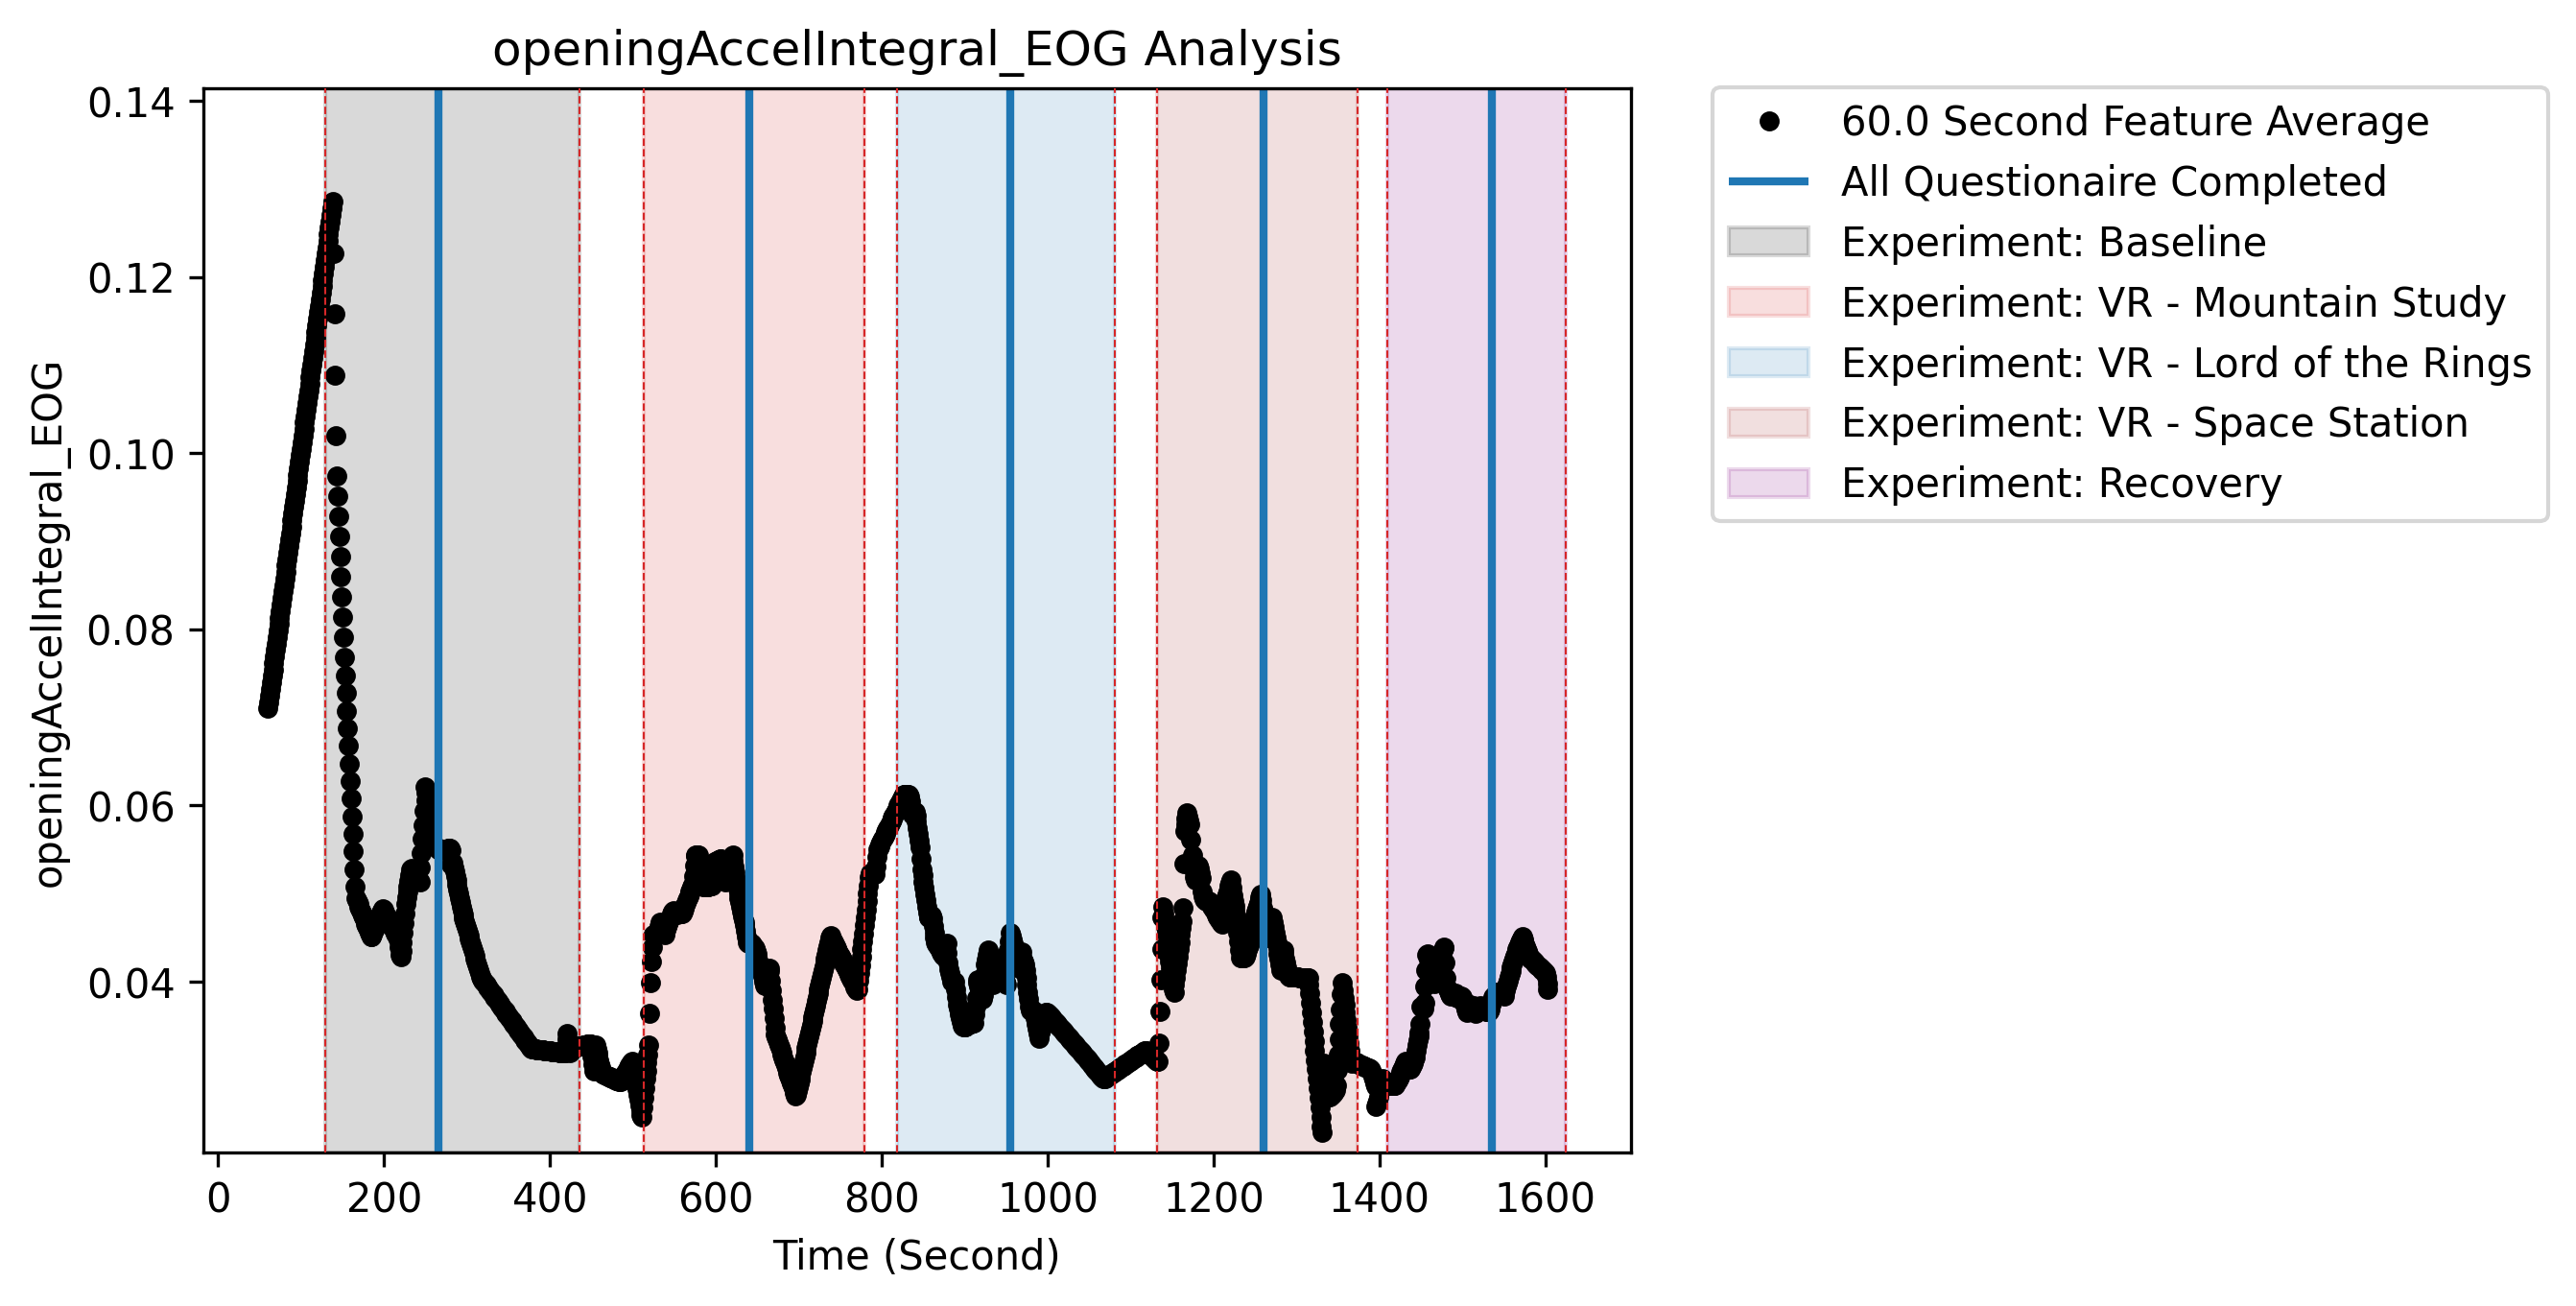 openingAccelIntegral_EOG Analysis
openingAccelIntegral_EOG
0.14
0.12
0.10
0.08
0.06
0.04
0 200 400 600 800 1000 1200 1400 1600
Time (Second)
60.0 Second Feature Average
All Questionaire Completed
Experiment: Baseline
Experiment: VR - Mountain Study
Experiment: VR - Lord of the Rings
Experiment: VR - Space Station
Experiment: Recovery